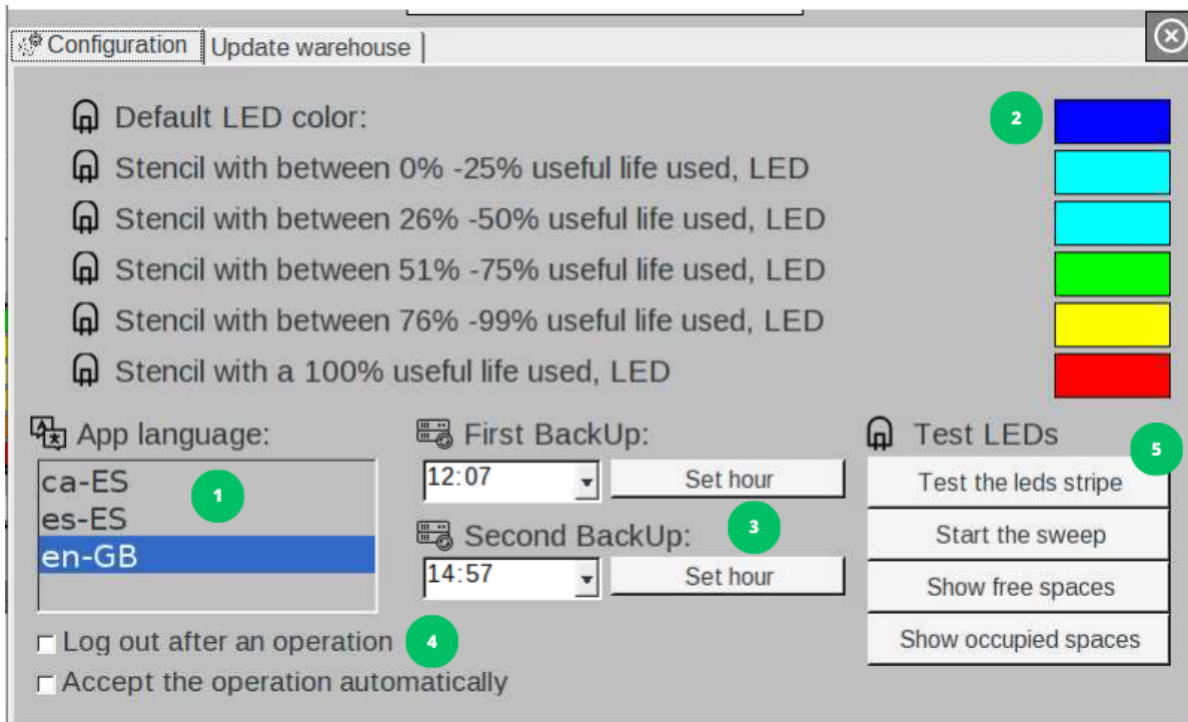 Configuration
Update warehouse
Default LED color:
2
Stencil with between 0% -25% useful life used, LED
Stencil with between 26% -50% useful life used, LED
Stencil with between 51% -75% useful life used, LED
Stencil with between 76% -99% useful life used, LED
Stencil with a 100% useful life used, LED
App language:
ca-ES
es-ES
en-GB
1
First BackUp:
12:07
Set hour
Second BackUp:
3
14:57
Set hour
Test LEDs
5
Test the leds stripe
Start the sweep
Show free spaces
Show occupied spaces
Log out after an operation
4
Accept the operation automatically